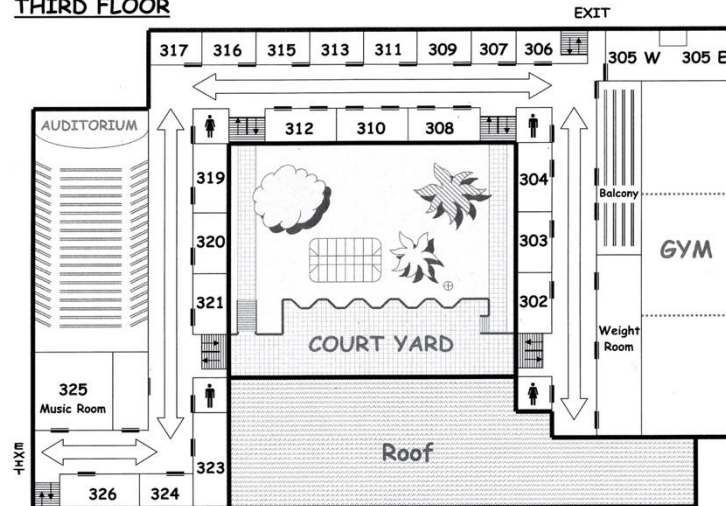 THIRD FLOOR
EXIT
317 316 315 313 311 309 307 306 305 W 305 E
AUDITORIUM
312 310 308
319 304
Balcony
320 303 GYM
321 302
COURT YARD
Weight
Room
325
Music Room
EXIT
Roof
323
326 324